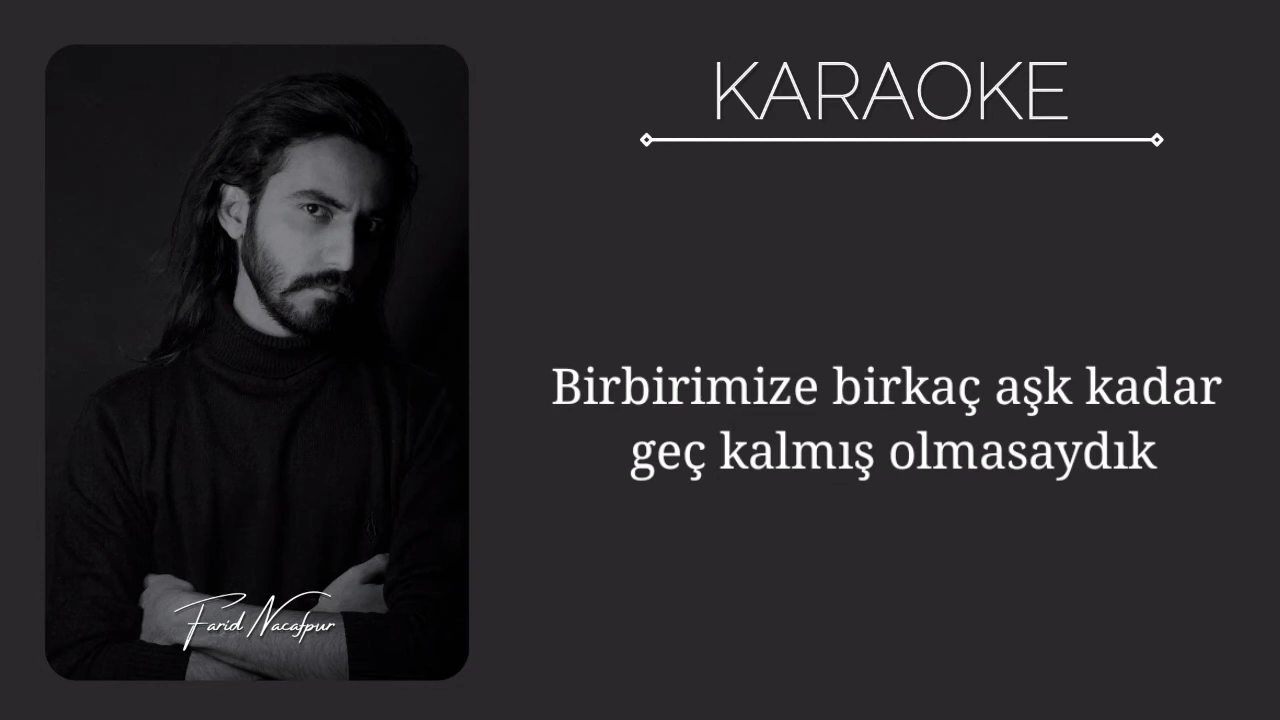 KARAOKE
Birbirimize birkaç aşk kadar
geç kalmış olmasaydık
Farid Nacafpur